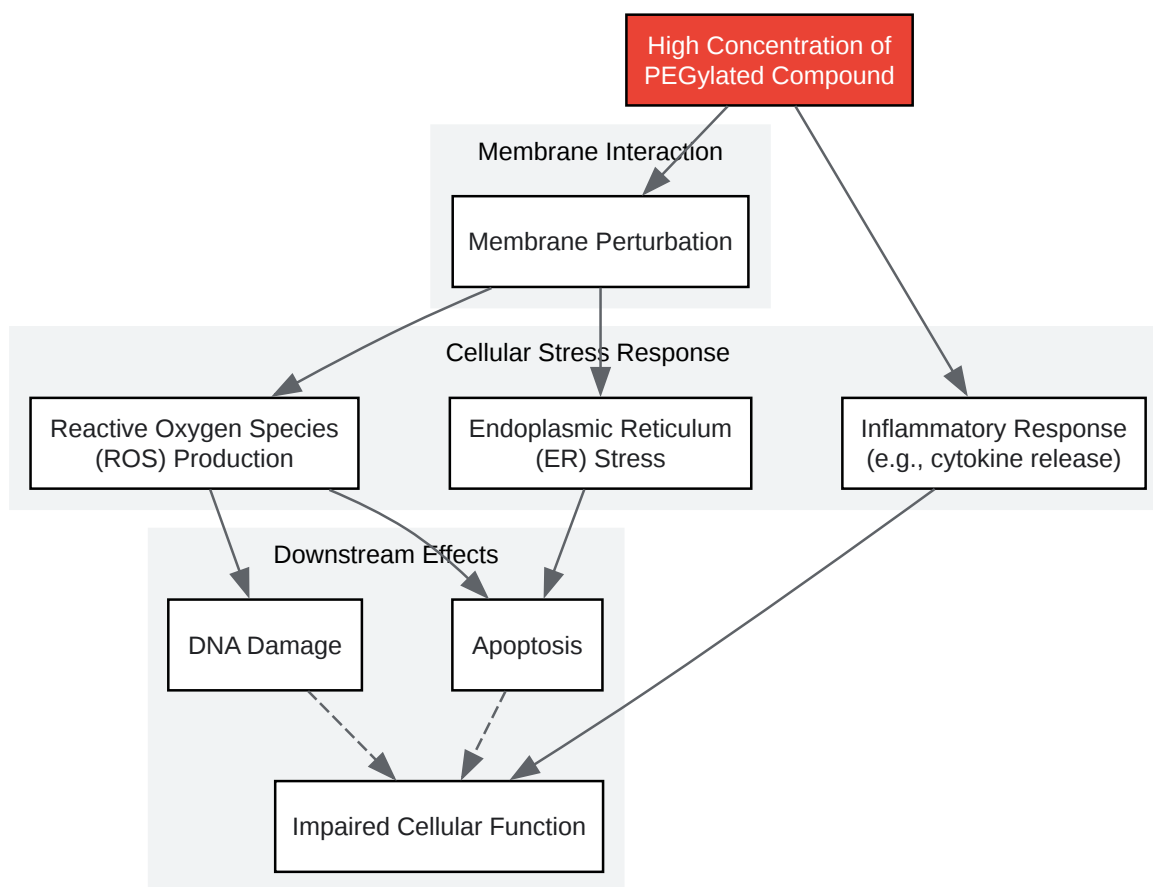 High Concentration of
PEGylated Compound
Membrane Interaction
Membrane Perturbation
Cellular Stress Response
Reactive Oxygen Species
(ROS) Production
Endoplasmic Reticulum
(ER) Stress
Inflammatory Response
(e.g., cytokine release)
Downstream Effects
DNA Damage
Apoptosis
Impaired Cellular Function